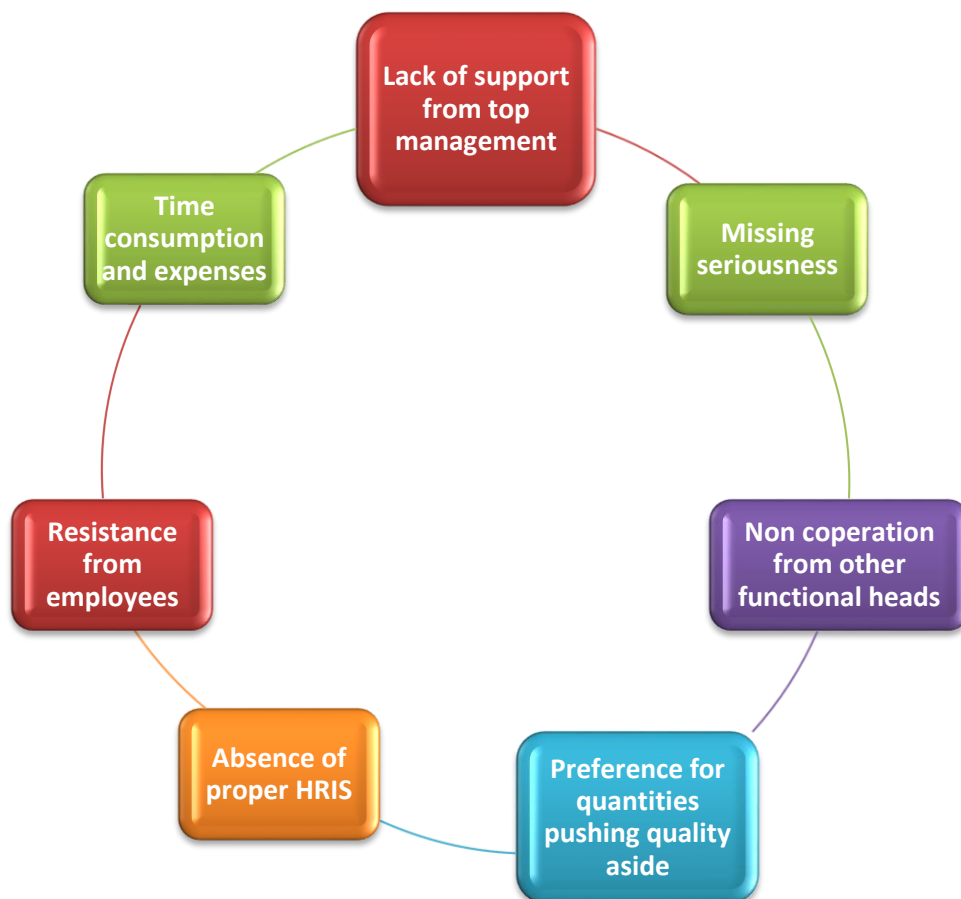 Lack of support
from top
management
Missing
seriousness
Non coperation
from other
functional heads
Preference for
quantities
pushing quality
aside
Absence of
proper HRIS
Resistance
from
employees
Time
consumption
and expenses